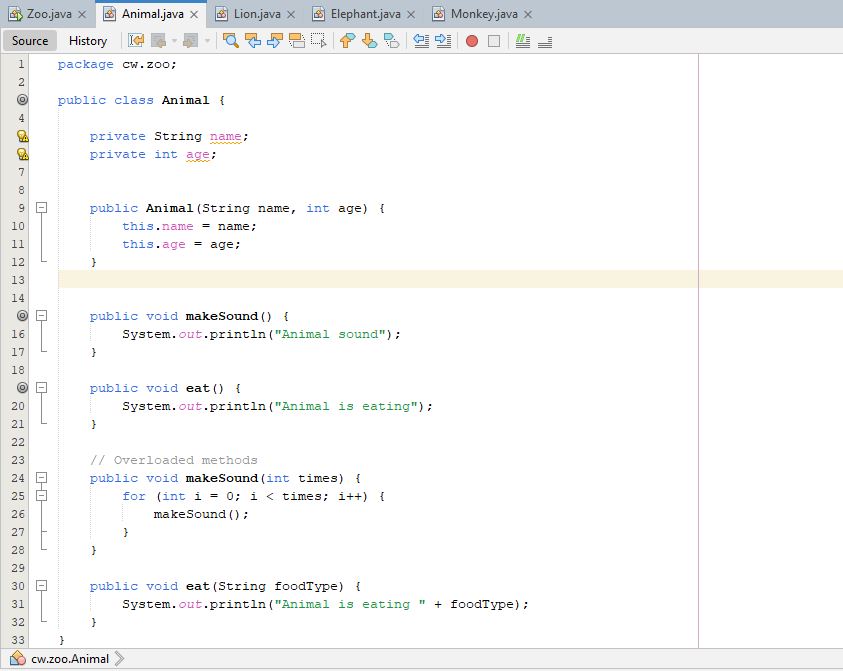 Zoo.java Animal.java Lion.java Elephant.java Monkey.java
Source History
1 package cw.zoo;
2
public class Animal {
4
private String name;
private int age;
7
8
9 public Animal(String name, int age) {
10 this.name = name;
11 this.age = age;
12 }
13
14
public void makeSound() {
16 System.out.println("Animal sound");
17 }
18
public void eat() {
20 System.out.println("Animal is eating");
21 }
22
23 // Overloaded methods
24 public void makeSound(int times) {
25 for (int i = 0; i < times; i++) {
26 makeSound();
27 }
28 }
29
30 public void eat(String foodType) {
31 System.out.println("Animal is eating " + foodType);
32 }
33 }
cw.zoo.Animal